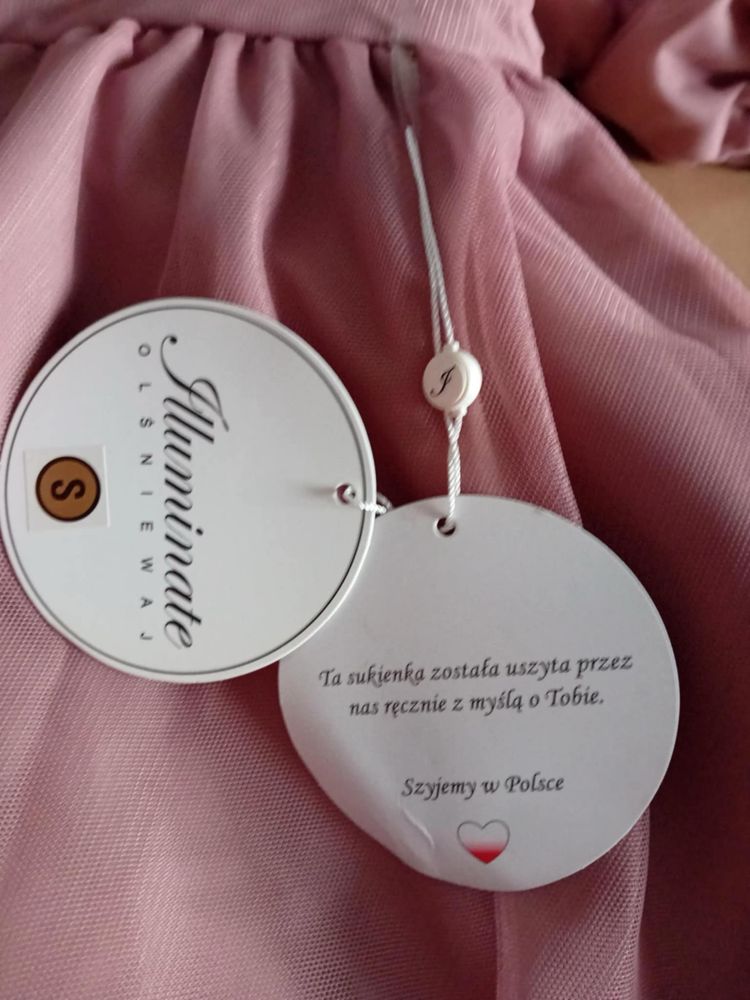 Illuminate
OLŚNIEWAJ
S
I
Ta sukienka została uszyta przez
nas ręcznie z myślą o Tobie.
Szyjemy w Polsce